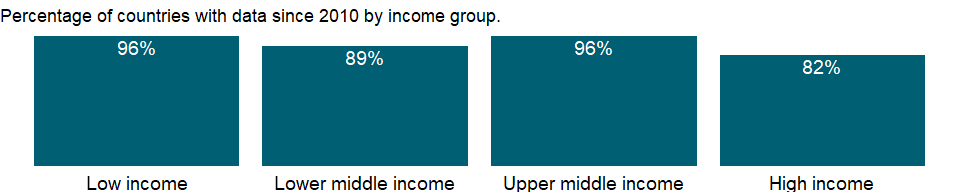 Percentage of countries with data since 2010 by income group.
96% 89% 96% 82%
Low income Lower middle income Upper middle income High income